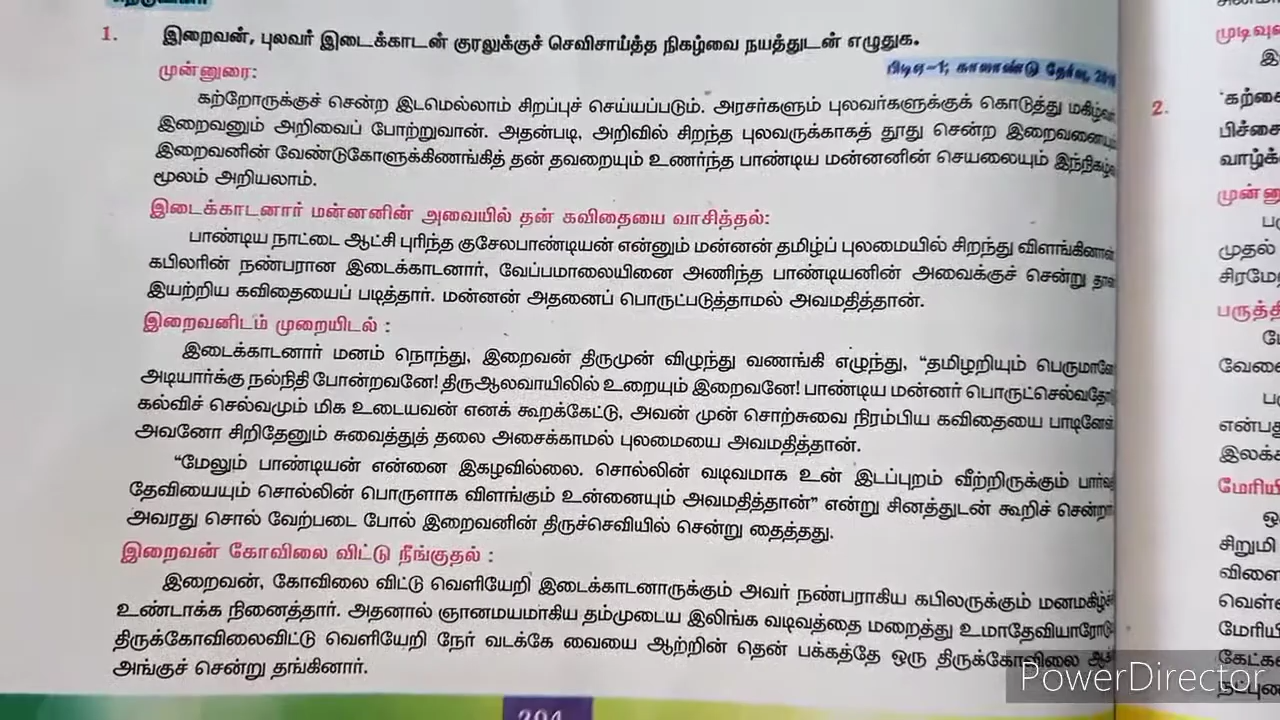 1. இறைவன், புலவர் இடைக்காடன் குரலுக்குச் செவிசாய்த்த நிகழ்வை நயத்துடன் எழுதுக.
பிடிஏ–1; காலாண்டு தேர்வு,
முன்னுரை:
கற்றோருக்குச் சென்ற இடமெல்லாம் சிறப்புச் செய்யப்படும். அரசர்களும் புலவர்களுக்குக் கொடுத்து
இறைவனும் அறிவைப் போற்றுவான். அதன்படி, அறிவில் சிறந்த புலவருக்காகத் தூது சென்ற இறைவனையும்
இறைவனின் வேண்டுகோளுக்கிணங்கித் தன் தவறையும் உணர்ந்த பாண்டிய மன்னனின் செயலையும்
மூலம் அறியலாம்.
இடைக்காடனார் மன்னனின் அவையில் தன் கவிதையை வாசித்தல்:
பாண்டிய நாட்டை ஆட்சி புரிந்த குசேலபாண்டியன் என்னும் மன்னன் தமிழ்ப் புலமையில் சிறந்து
கபிலரின் நண்பரான இடைக்காடனார், வேப்பமாலையினை அணிந்த பாண்டியனின் அவைக்குச் சென்று
இயற்றிய கவிதையைப் படித்தார். மன்னன் அதனைப் பொருட்படுத்தாமல் அவமதித்தான்.
இறைவனிடம் முறையிடல் :
இடைக்காடனார் மனம் நொந்து, இறைவன் திருமுன் விழுந்து வணங்கி எழுந்து, “தமிழறியும்
அடியார்க்கு நல்நிதி போன்றவனே! திருஆலவாயிலில் உறையும் இறைவனே! பாண்டிய மன்னர்
கல்விச் செல்வமும் மிக உடையவன் எனக் கூறக்கேட்டு, அவன் முன் சொற்சுவை நிரம்பிய கவிதையை
அவனோ சிறிதேனும் சுவைத்துத் தலை அசைக்காமல் புலமையை அவமதித்தான்.
“மேலும் பாண்டியன் என்னை இகழவில்லை. சொல்லின் வடிவமாக உன் இடப்புறம் வீற்றிருக்கும்
தேவியையும் சொல்லின் பொருளாக விளங்கும் உன்னையும் அவமதித்தான்” என்று சினத்துடன் கூறிச்
அவரது சொல் வேற்படை போல் இறைவனின் திருச்செவியில் சென்று தைத்தது.
இறைவன் கோவிலை விட்டு நீங்குதல் :
இறைவன், கோவிலை விட்டு வெளியேறி இடைக்காடனாருக்கும் அவர் நண்பராகிய கபிலருக்கும்
உண்டாக்க நினைத்தார். அதனால் ஞானமயமாகிய தம்முடைய இலிங்க வடிவத்தை மறைத்து
திருக்கோவிலைவிட்டு வெளியேறி நேர் வடக்கே வையை ஆற்றின் தென் பக்கத்தே ஒரு திருக்கோவிலை
அங்குச் சென்று தங்கினார்.
2.
PowerDirector